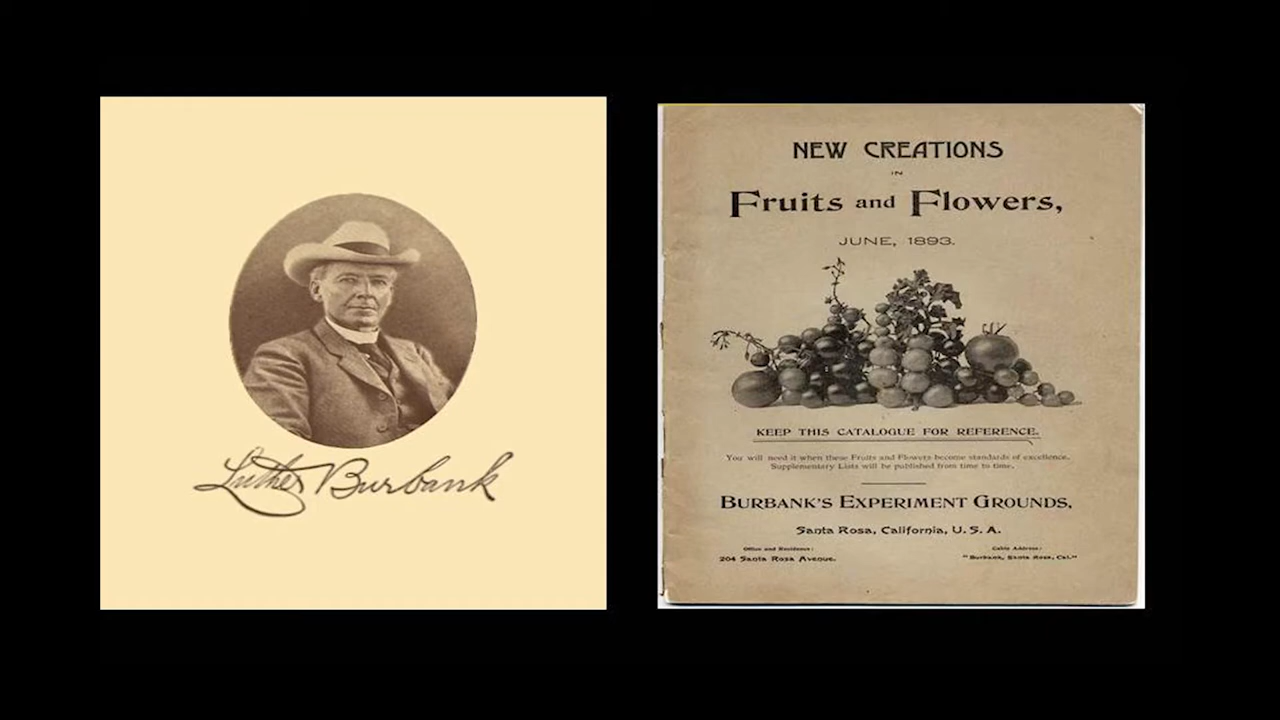 Luther Burbank
NEW CREATIONS
IN
Fruits and Flowers,
JUNE, 1893.
KEEP THIS CATALOGUE FOR REFERENCE.
You will need it when these Fruits and Flowers become standards of excellence.
Supplementary Lists will be published from time to time.
BURBANK'S EXPERIMENT GROUNDS,
Santa Rosa, California, U. S. A.
Office and Residence:
204 Santa Rosa Avenue.
Cable Address:
"Burbank, Santa Rosa, Cal."